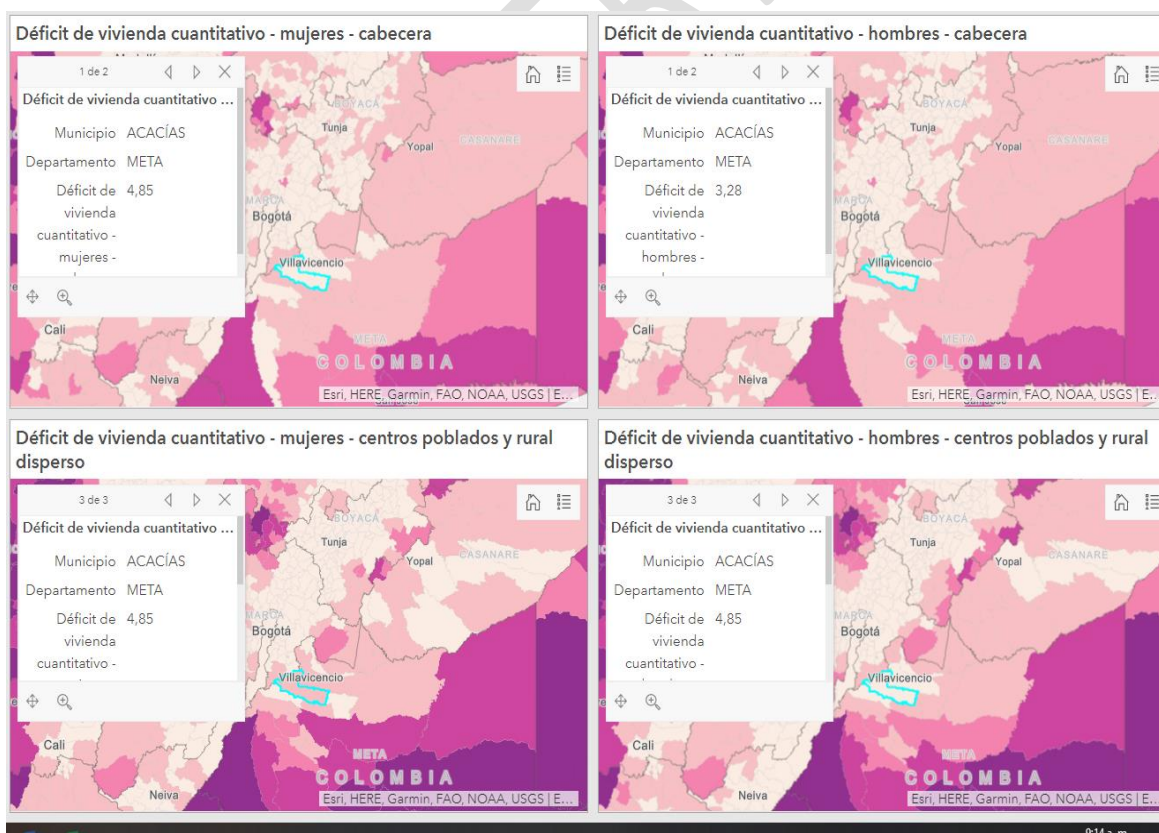 Déficit de vivienda cuantitativo - mujeres - cabecera
1 de 2
Déficit de vivienda cuantitativo ...
Municipio ACACÍAS
Departamento META
Déficit de 4,85
vivienda
cuantitativo -
mujeres -
BOYACÁ
Tunja
Yopal
CASANARE
MARCA
Bogotá
Villavicencio
Cali
META
COLOMBIA
Neiva
Esri, HERE, Garmin, FAO, NOAA, USGS | E...
Déficit de vivienda cuantitativo - hombres - cabecera
1 de 2
Déficit de vivienda cuantitativo ...
Municipio ACACÍAS
Departamento META
Déficit de 3,28
vivienda
cuantitativo -
hombres -
BOYACÁ
Tunja
Yopal
CASANARE
MARCA
Bogotá
Villavicencio
Cali
META
COLOMBIA
Neiva
Esri, HERE, Garmin, FAO, NOAA, USGS | E...
Déficit de vivienda cuantitativo - mujeres - centros poblados y rural
disperso
3 de 3
Déficit de vivienda cuantitativo ...
Municipio ACACÍAS
Departamento META
Déficit de 4,85
vivienda
cuantitativo -
BOYACÁ
Tunja
Yopal
CASANARE
MARCA
Bogotá
Villavicencio
Cali
META
COLOMBIA
Neiva
Esri, HERE, Garmin, FAO, NOAA, USGS | E...
Déficit de vivienda cuantitativo - hombres - centros poblados y rural
disperso
3 de 3
Déficit de vivienda cuantitativo ...
Municipio ACACÍAS
Departamento META
Déficit de 4,85
vivienda
cuantitativo -
BOYACÁ
Tunja
Yopal
CASANARE
MARCA
Bogotá
Villavicencio
Cali
META
COLOMBIA
Neiva
Esri, HERE, Garmin, FAO, NOAA, USGS | E...